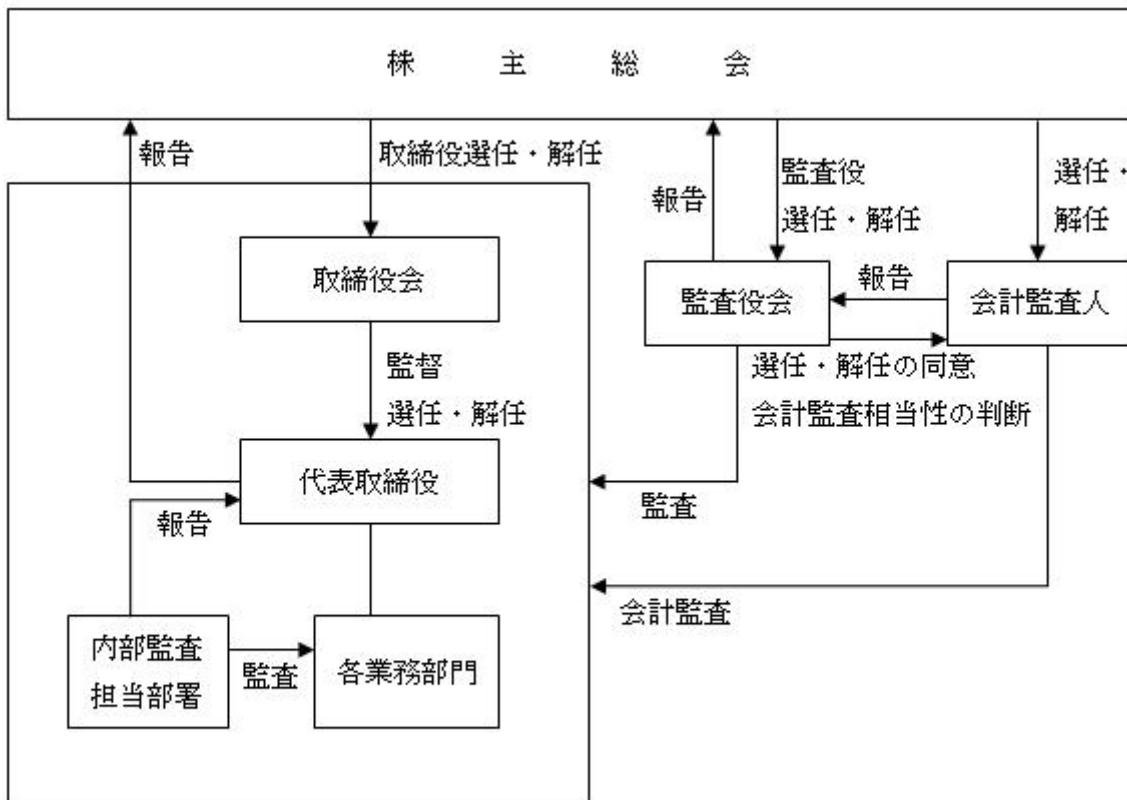 株主総会
報告
取締役選任・解任
報告
監査役
選任・解任
選任・
解任
取締役会
監査役会
報告
会計監査人
監督
選任・解任
選任・解任の同意
会計監査相当性の判断
代表取締役
監査
報告
会計監査
内部監査
担当部署
監査
各業務部門